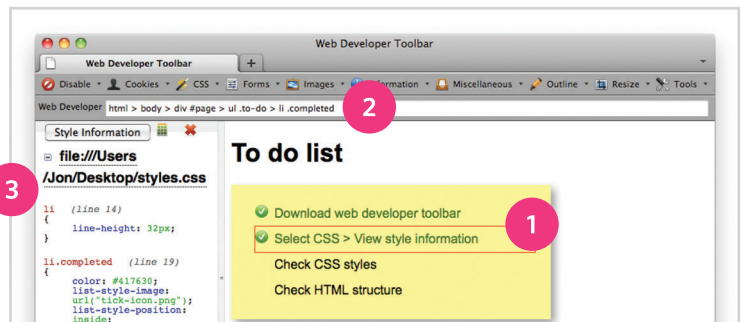 Web Developer Toolbar
Web Developer Toolbar
Disable Cookies CSS Forms Images Information Miscellaneous Outline Resize Tools
Web Developer html > body > div #page > ul .to-do > li .completed
2
Style Information
file:///Users
/Jon/Desktop/styles.css
3
li (line 14)
{
line-height: 32px;
}
li.completed (line 19)
{
color: #417630;
list-style-image:
url("tick-icon.png");
list-style-position:
inside;
To do list
Download web developer toolbar
1
Select CSS > View style information
Check CSS styles
Check HTML structure